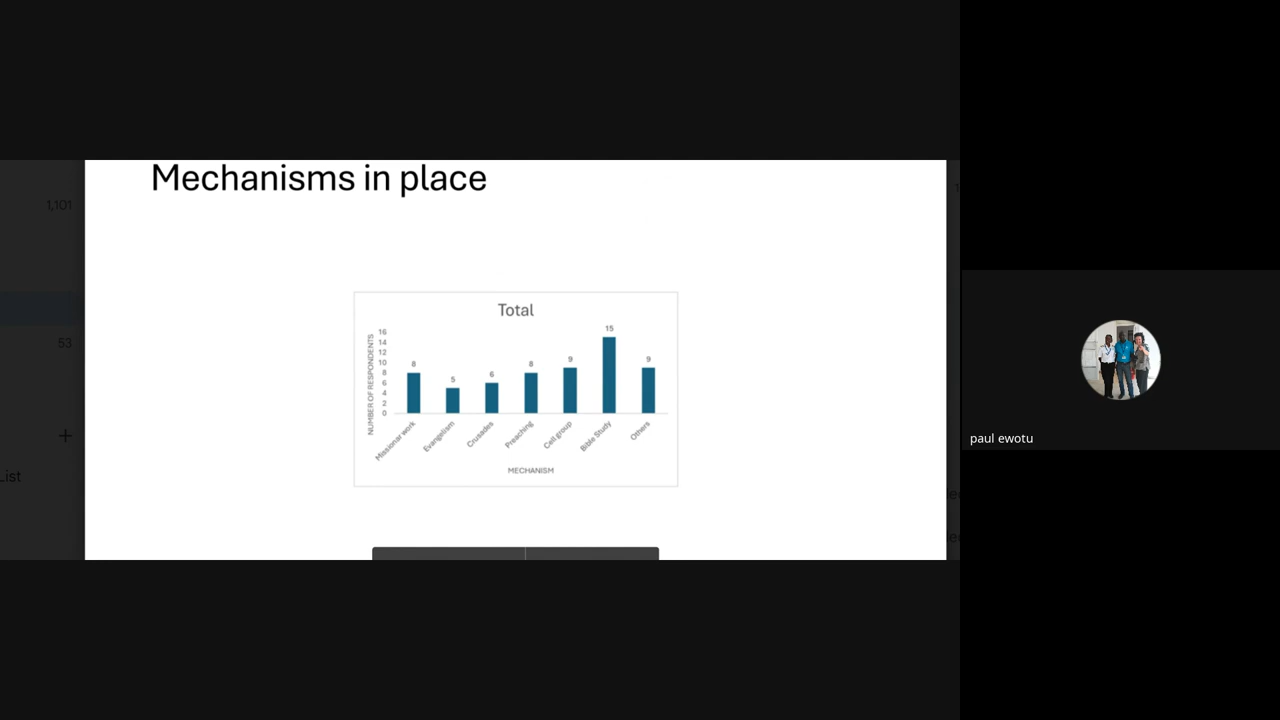 Mechanisms in place
1,101
53
+
List
Total
NUMBER OF RESPONDENTS
16
14
12
10
8
6
4
2
0
8
5
6
8
9
15
9
Missional work
Evangelism
Crusades
Preaching
Cell group
Bible Study
Others
MECHANISM
paul ewotu